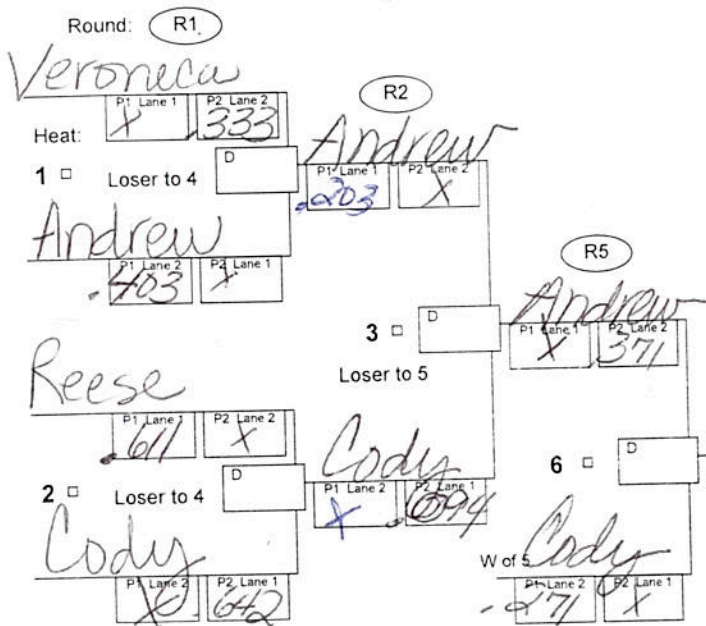 Round: R1
Veroneca
P1 Lane 1 P2 Lane 2
X .333
Heat:
1 Loser to 4 D
Andrew
P1 Lane 2 P2 Lane 1
.403 X
R2
Andrew
P1 Lane 1 P2 Lane 2
.203 X
3 D
Loser to 5
Reese
P1 Lane 1 P2 Lane 2
.611 X
2 Loser to 4 D
Cody
P1 Lane 2 P2 Lane 1
X .642
Cody
P1 Lane 2 P2 Lane 1
X
R5
Andrew
P1 Lane 1 P2 Lane 2
X 371
6 D
W of 5 Cody
P1 Lane 2 P2 Lane 1
.271 X